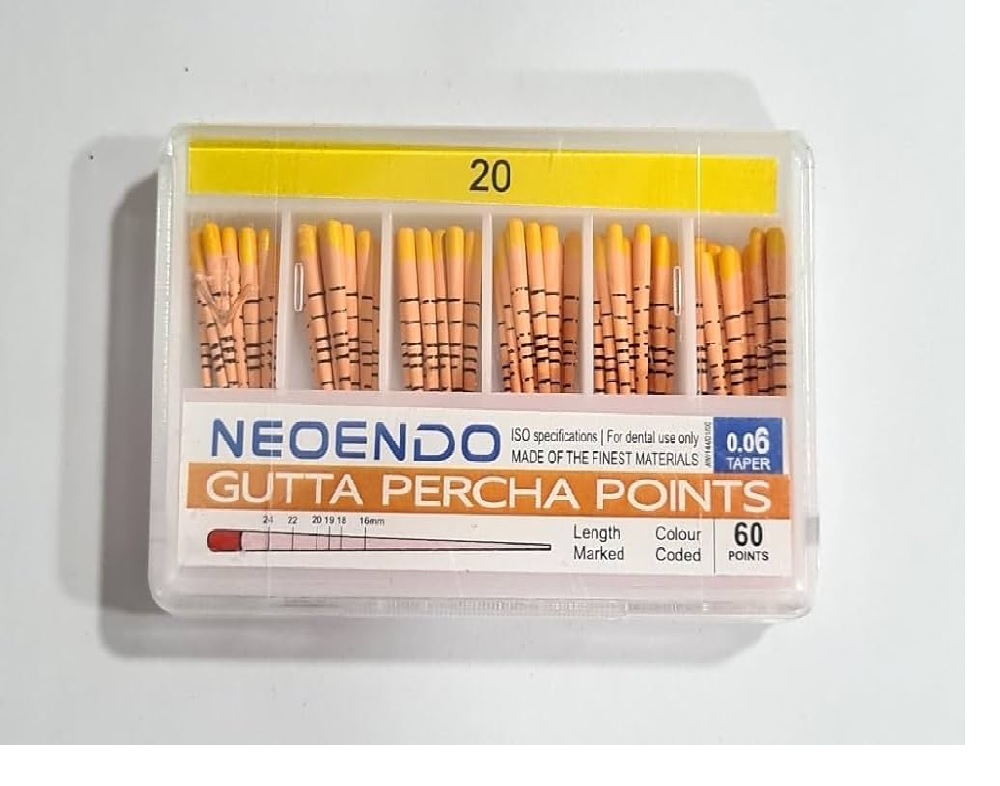 20
NEOENDO
ISO specifications | For dental use only
MADE OF THE FINEST MATERIALS
0.06
TAPER
GUTTA PERCHA POINTS
24 22 20 19 18 16mm
Length Colour
Marked Coded
60
POINTS